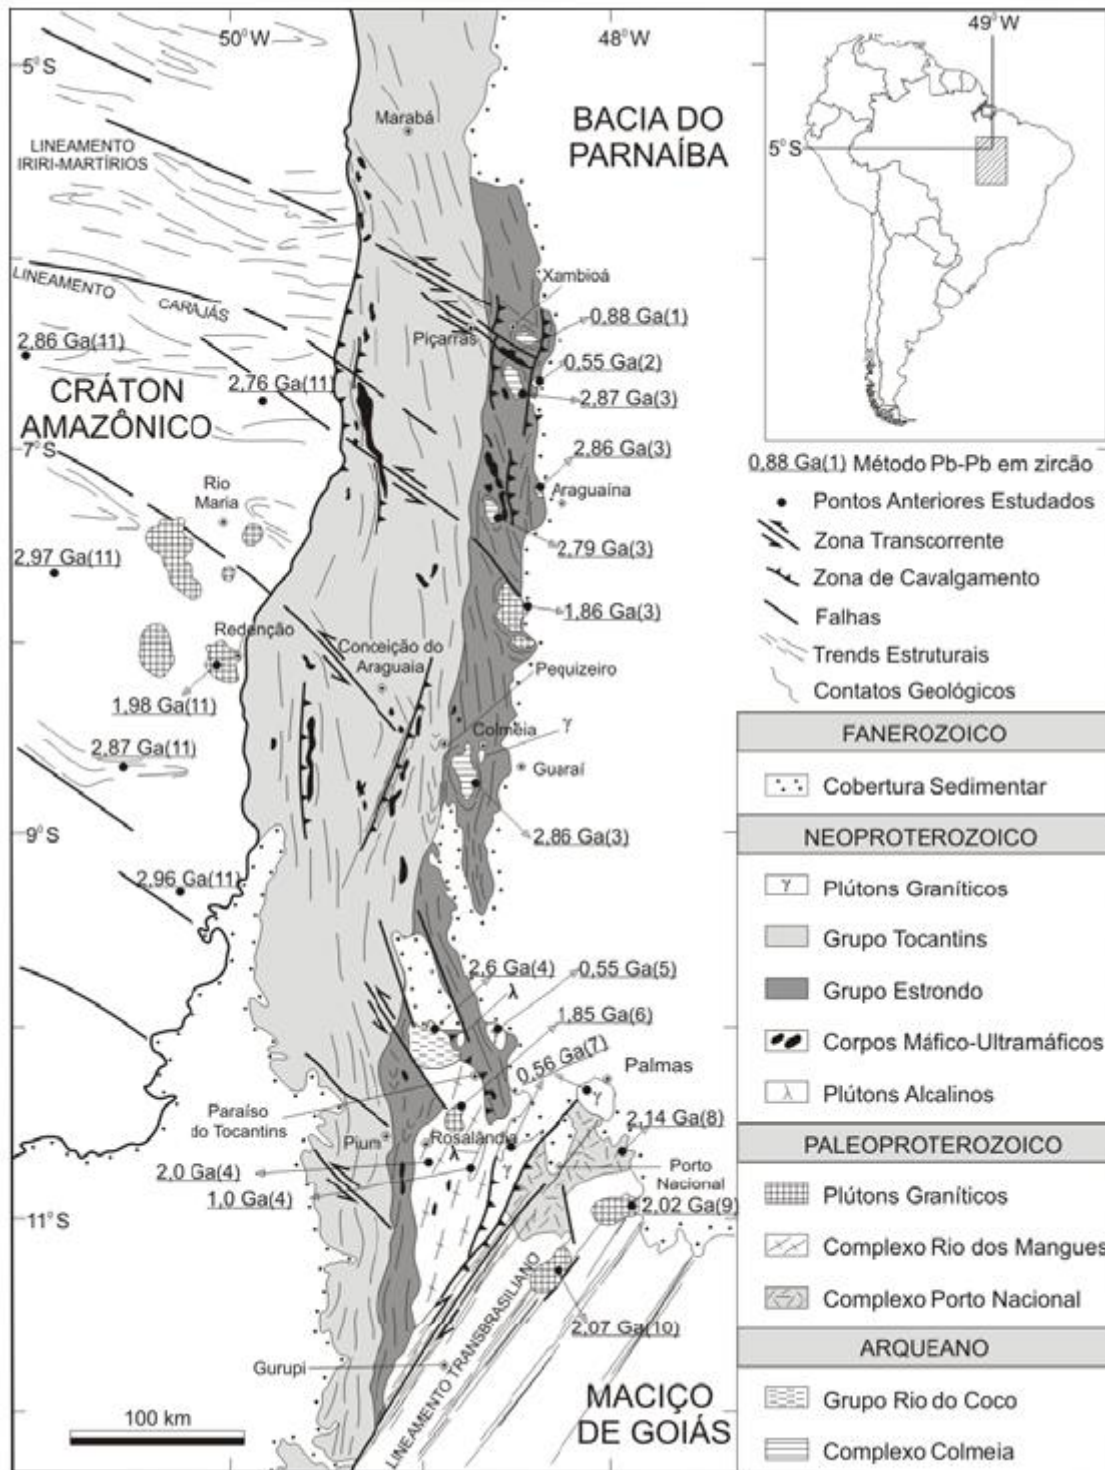 50° W
48° W
49° W
5° S
Marabá
BACIA DO
PARNAÍBA
LINEAMENTO
IRIRI-MARTÍRIOS
5° S
Xambioá
LINEAMENTO
CARAJÁS
Piçarras
0,88 Ga(1)
2,86 Ga(11)
0,55 Ga(2)
CRÁTON
AMAZÔNICO
2,76 Ga(11)
2,87 Ga(3)
7° S
2,86 Ga(3)
Rio
Maria
Araguaína
2,97 Ga(11)
2,79 Ga(3)
1,86 Ga(3)
Redenção
Conceição do
Araguaia
Pequizeiro
1,98 Ga(11)
Colméia
γ
2,87 Ga(11)
Guaraí
9° S
2,86 Ga(3)
2,96 Ga(11)
2,6 Ga(4)
0,55 Ga(5)
λ
1,85 Ga(6)
0,56 Ga(7)
Palmas
γ
Paraíso
do Tocantins
Pium
Rosalândia
λ
2,14 Ga(8)
2,0 Ga(4)
γ
Porto
Nacional
1,0 Ga(4)
2,02 Ga(9)
11° S
LINEAMENTO TRANSBRASILIANO
2,07 Ga(10)
Gurupi
MACIÇO
DE GOIÁS
100 km
0,88 Ga(1) Método Pb-Pb em zircão
Pontos Anteriores Estudados
Zona Transcorrente
Zona de Cavalgamento
Falhas
Trends Estruturais
Contatos Geológicos
FANEROZOICO
Cobertura Sedimentar
NEOPROTEROZOICO
γ Plútons Graníticos
Grupo Tocantins
Grupo Estrondo
Corpos Máfico-Ultramáficos
λ Plútons Alcalinos
PALEOPROTEROZOICO
Plútons Graníticos
Complexo Rio dos Mangues
Complexo Porto Nacional
ARQUEANO
Grupo Rio do Coco
Complexo Colmeia